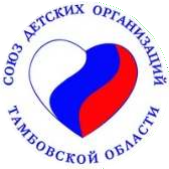 СОЮЗ ДЕТСКИХ ОРГАНИЗАЦИЙ
ТАМБОВСКОЙ ОБЛАСТИ